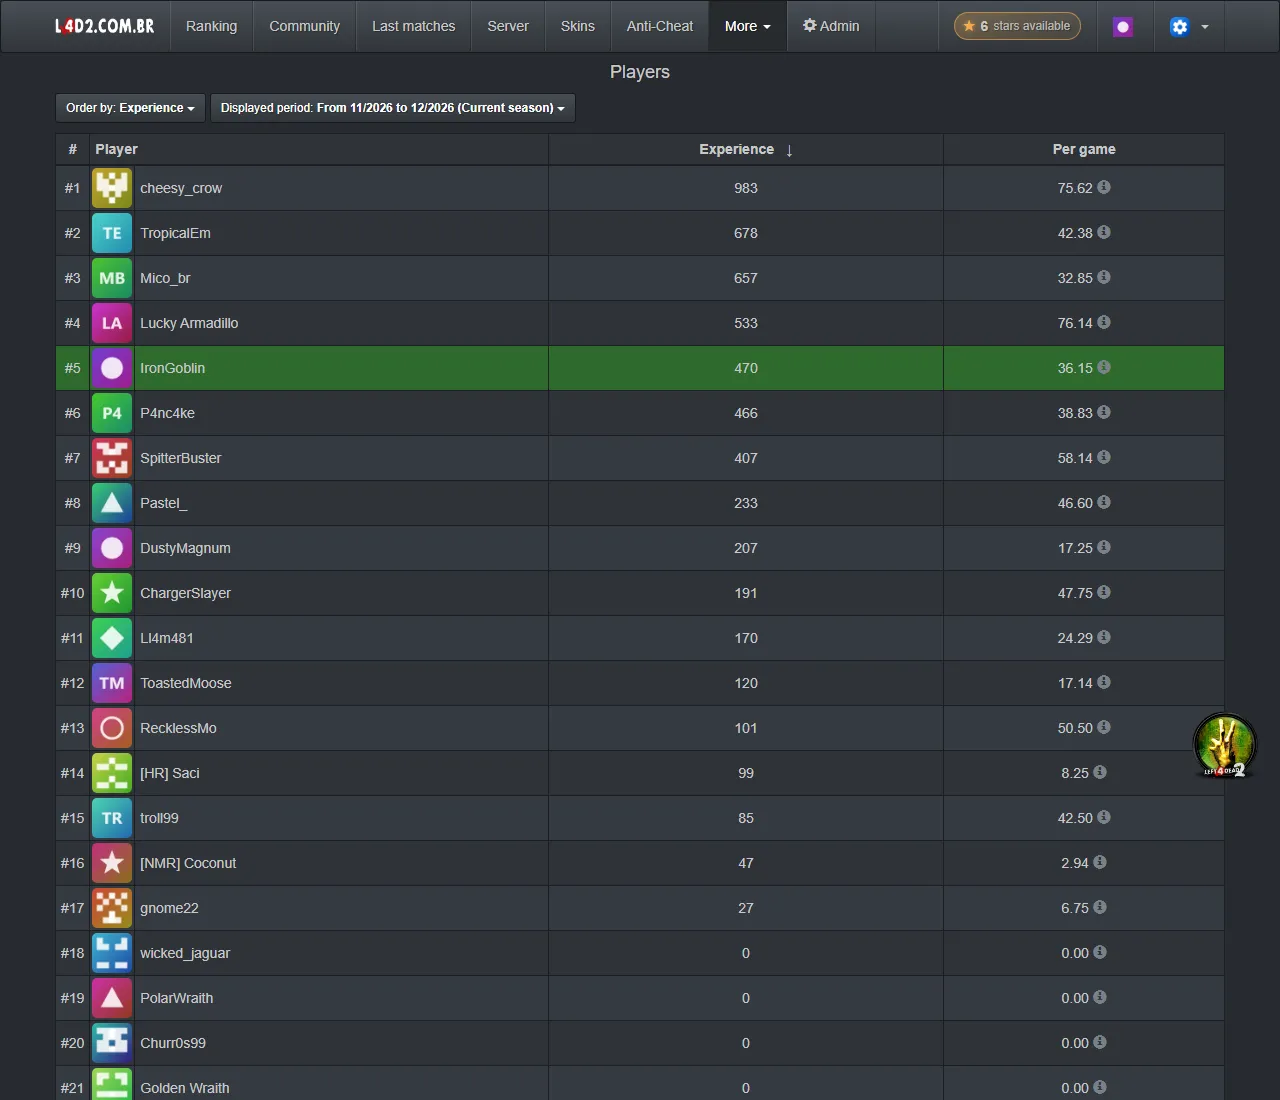 L4D2.COM.BR Ranking Community Last matches Server Skins Anti-Cheat More Admin 6 stars available
Players
Order by: Experience Displayed period: From 11/2026 to 12/2026 (Current season)
# Player Experience ↓ Per game
#1 cheesy_crow 983 75.62
#2 TE TropicalEm 678 42.38
#3 MB Mico_br 657 32.85
#4 LA Lucky Armadillo 533 76.14
#5 IronGoblin 470 36.15
#6 P4 P4nc4ke 466 38.83
#7 SpitterBuster 407 58.14
#8 Pastel_ 233 46.60
#9 DustyMagnum 207 17.25
#10 ChargerSlayer 191 47.75
#11 Ll4m481 170 24.29
#12 TM ToastedMoose 120 17.14
#13 RecklessMo 101 50.50
LEFT 4 DEAD 2
#14 [HR] Saci 99 8.25
#15 TR troll99 85 42.50
#16 [NMR] Coconut 47 2.94
#17 gnome22 27 6.75
#18 wicked_jaguar 0 0.00
#19 PolarWraith 0 0.00
#20 Churr0s99 0 0.00
#21 Golden Wraith 0 0.00